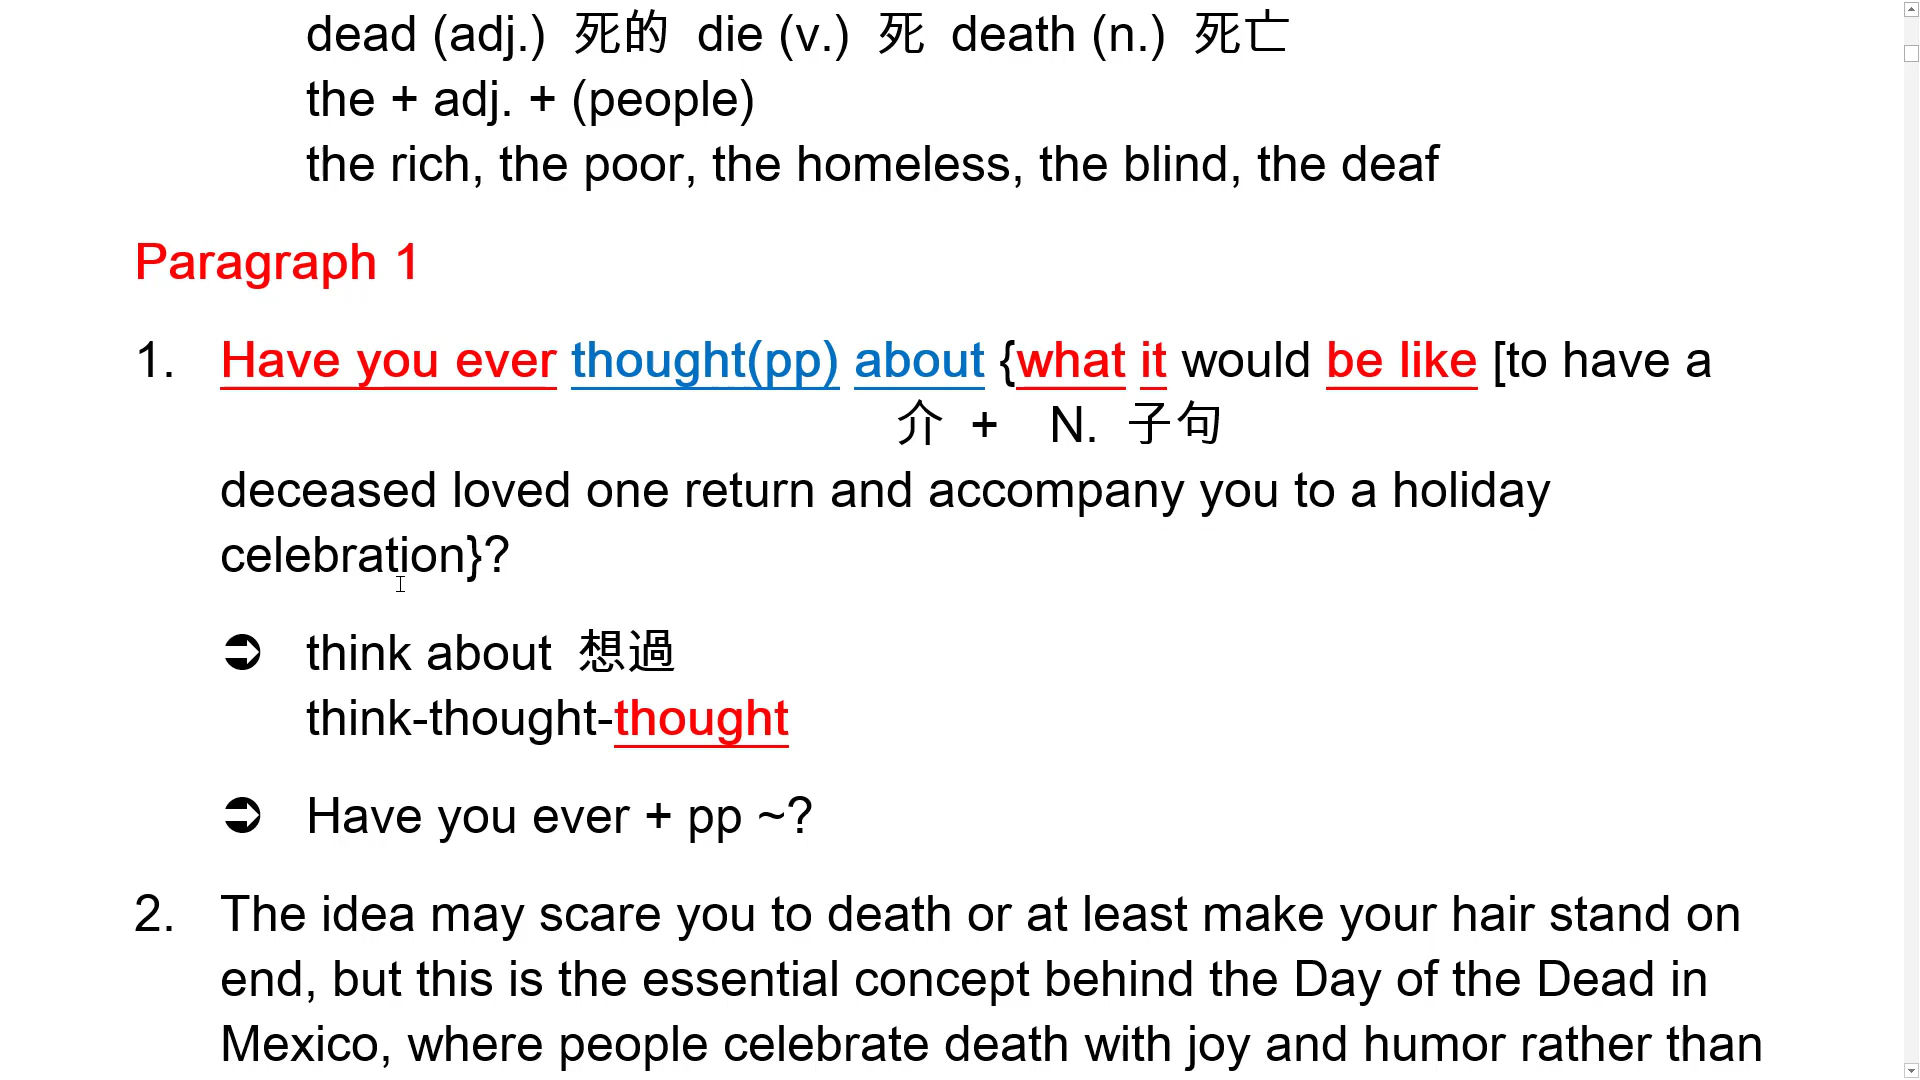 dead (adj.) 死的 die (v.) 死 death (n.) 死亡
the + adj. + (people)
the rich, the poor, the homeless, the blind, the deaf
Paragraph 1
1. Have you ever thought(pp) about {what it would be like [to have a
介 + N. 子句
deceased loved one return and accompany you to a holiday
celebration}?
➲ think about 想過
think-thought-thought
➲ Have you ever + pp ~?
2. The idea may scare you to death or at least make your hair stand on
end, but this is the essential concept behind the Day of the Dead in
Mexico, where people celebrate death with joy and humor rather than